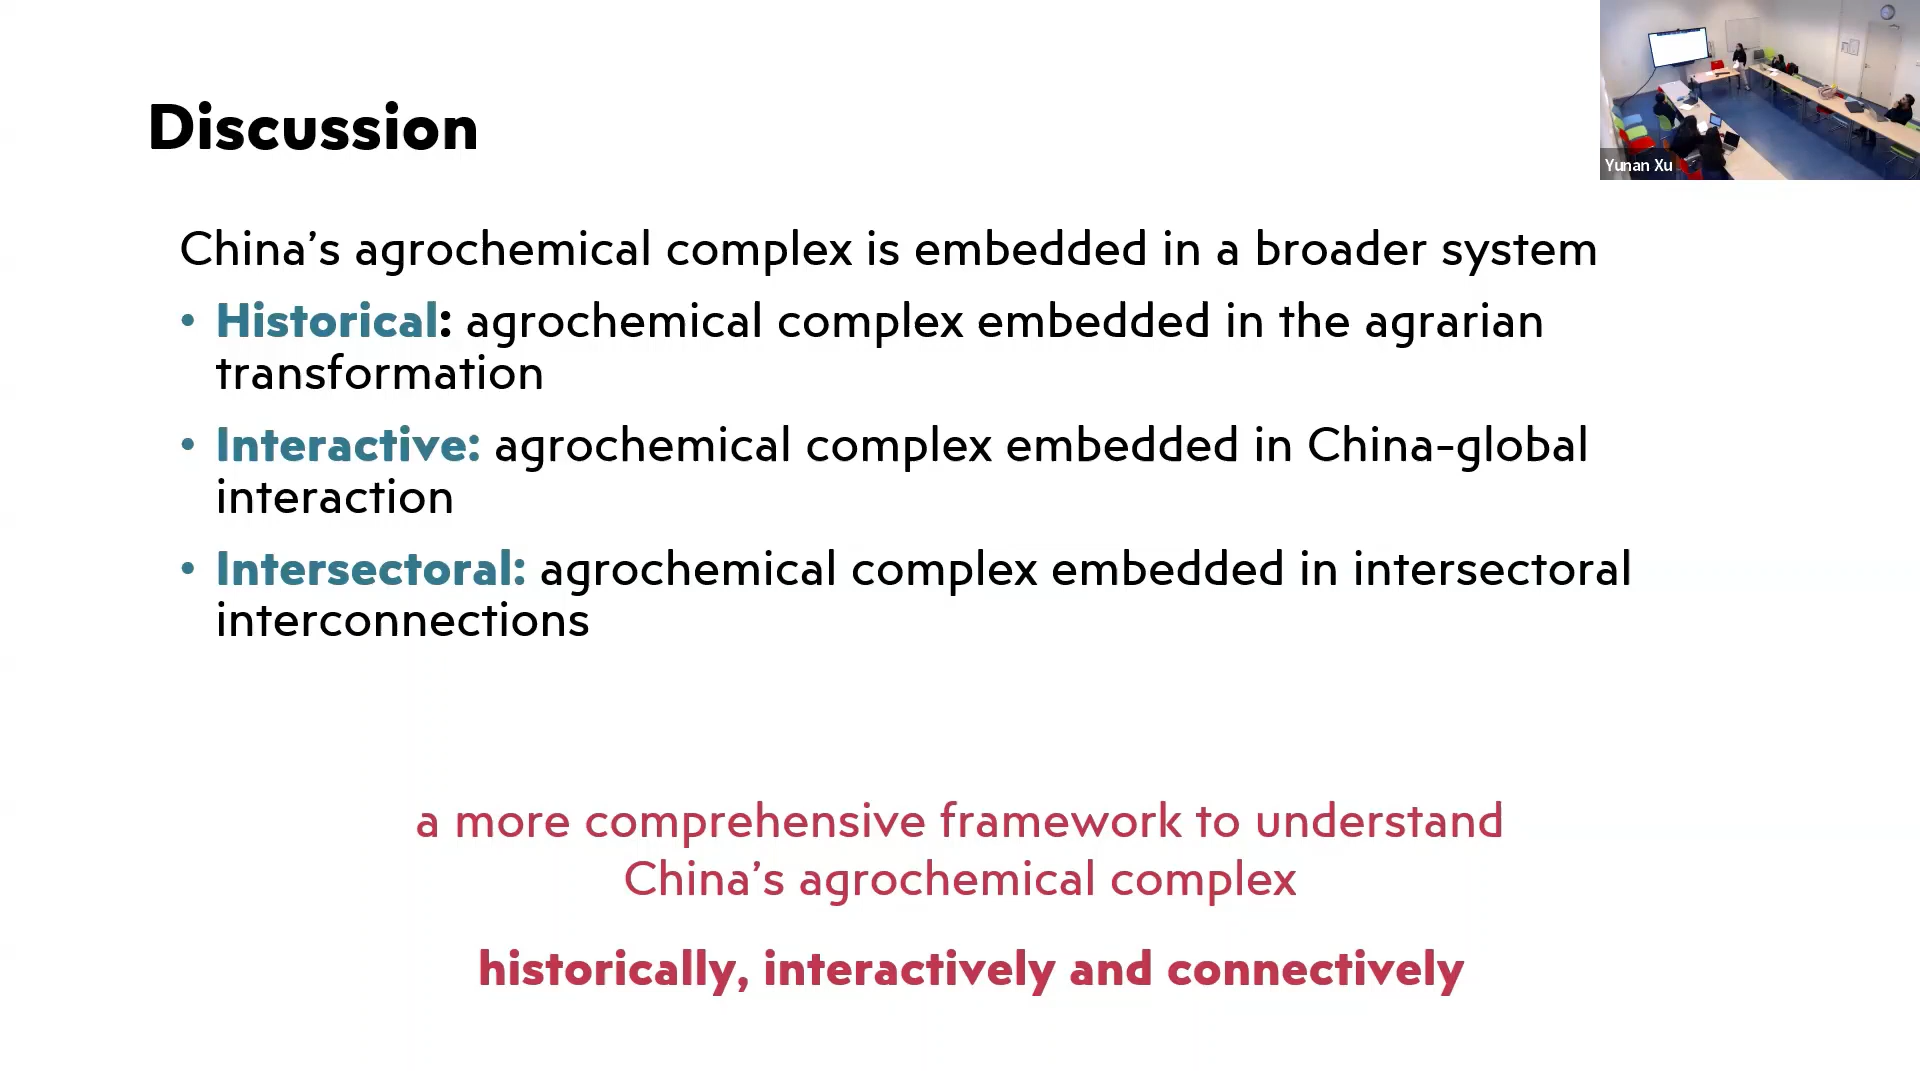 Discussion
Yunan Xu
China’s agrochemical complex is embedded in a broader system
• Historical: agrochemical complex embedded in the agrarian
transformation
• Interactive: agrochemical complex embedded in China-global
interaction
• Intersectoral: agrochemical complex embedded in intersectoral
interconnections
a more comprehensive framework to understand
China’s agrochemical complex
historically, interactively and connectively